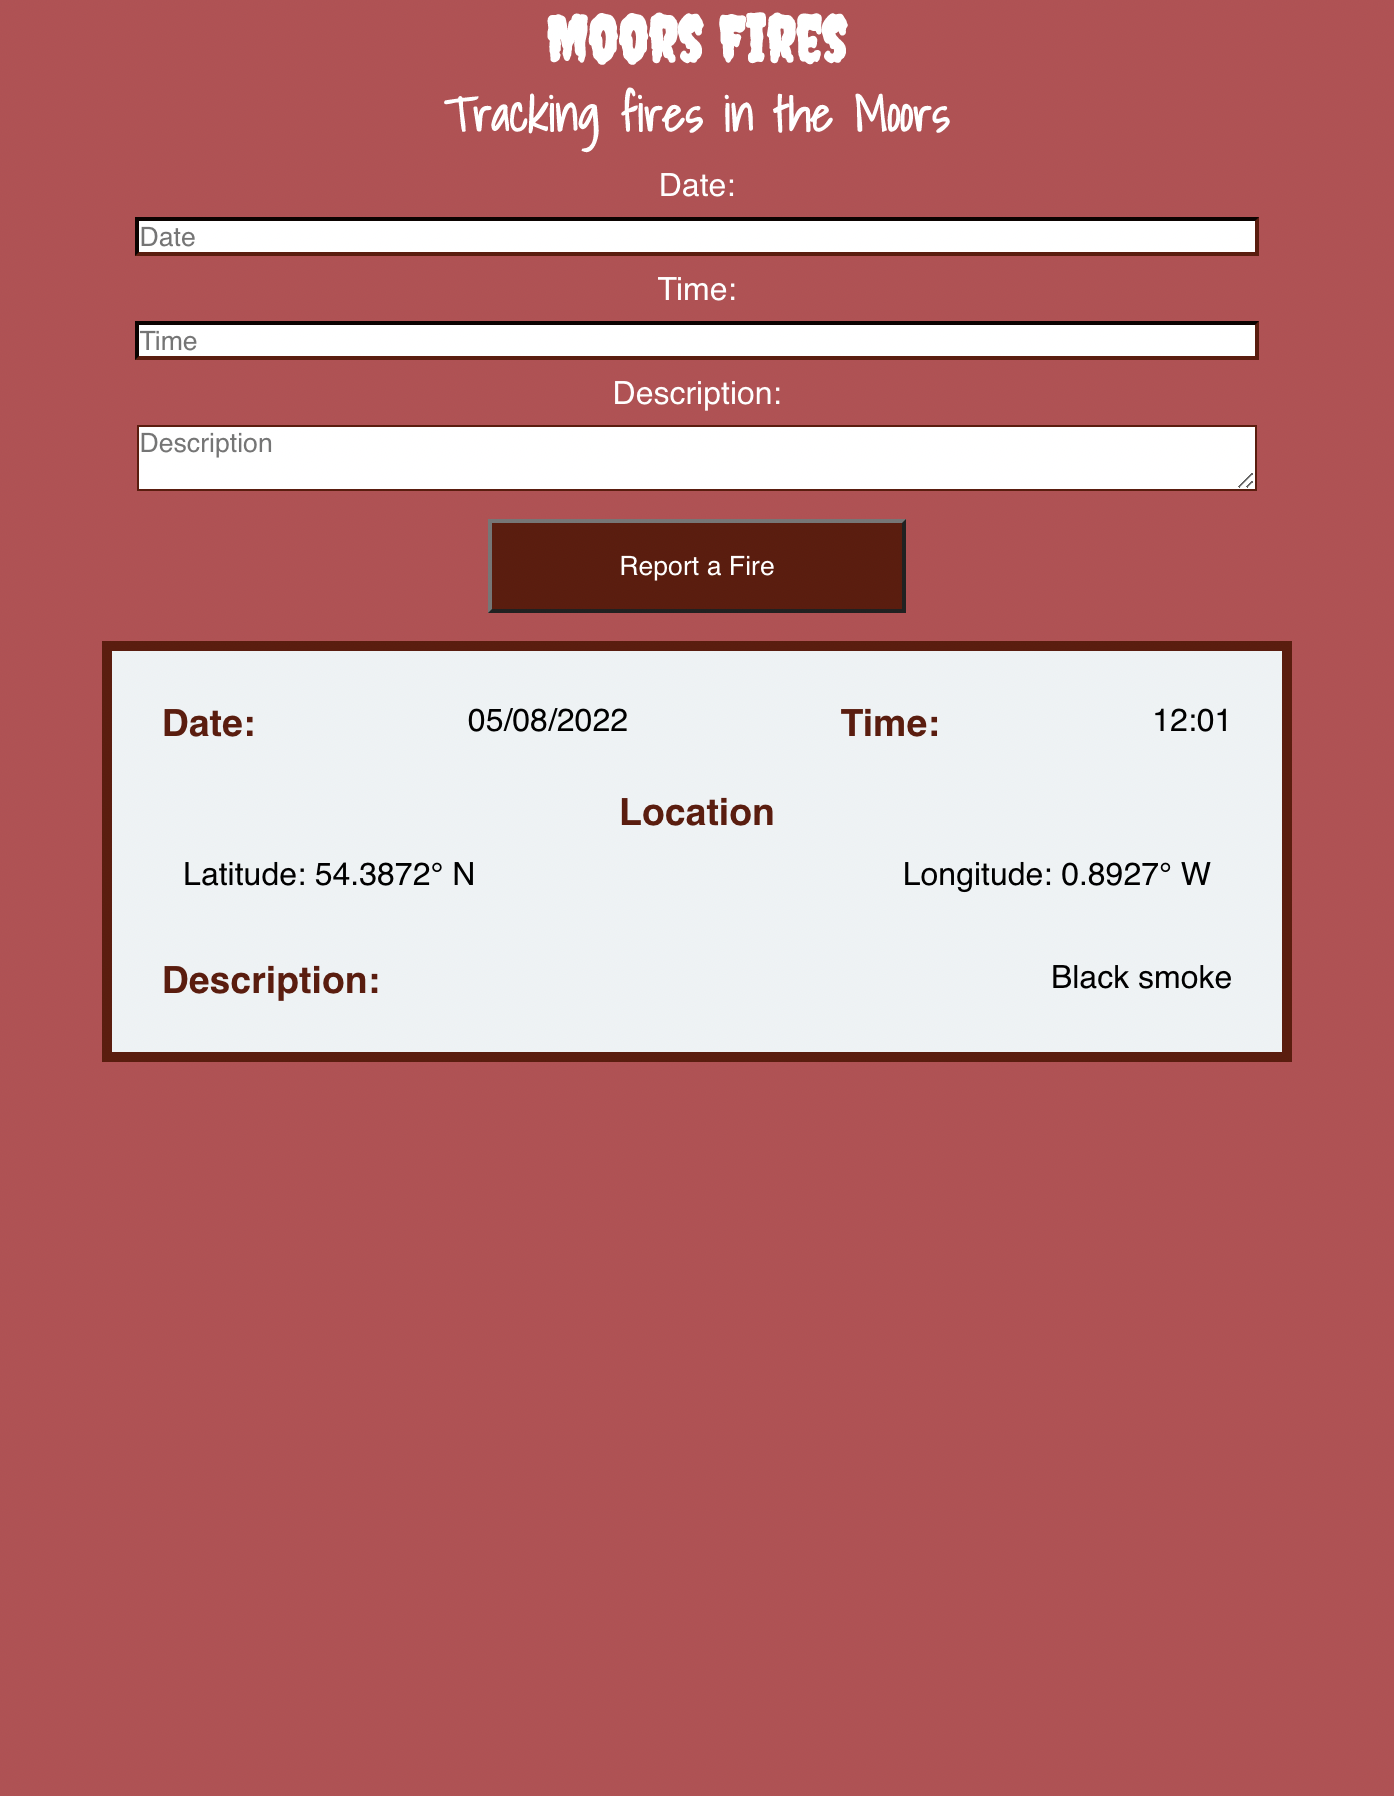 MOORS FIRES
Tracking fires in the Moors
Date:
Date
Time:
Time
Description:
Description
Report a Fire
Date: 05/08/2022 Time: 12:01
Location
Latitude: 54.3872° N Longitude: 0.8927° W
Description: Black smoke